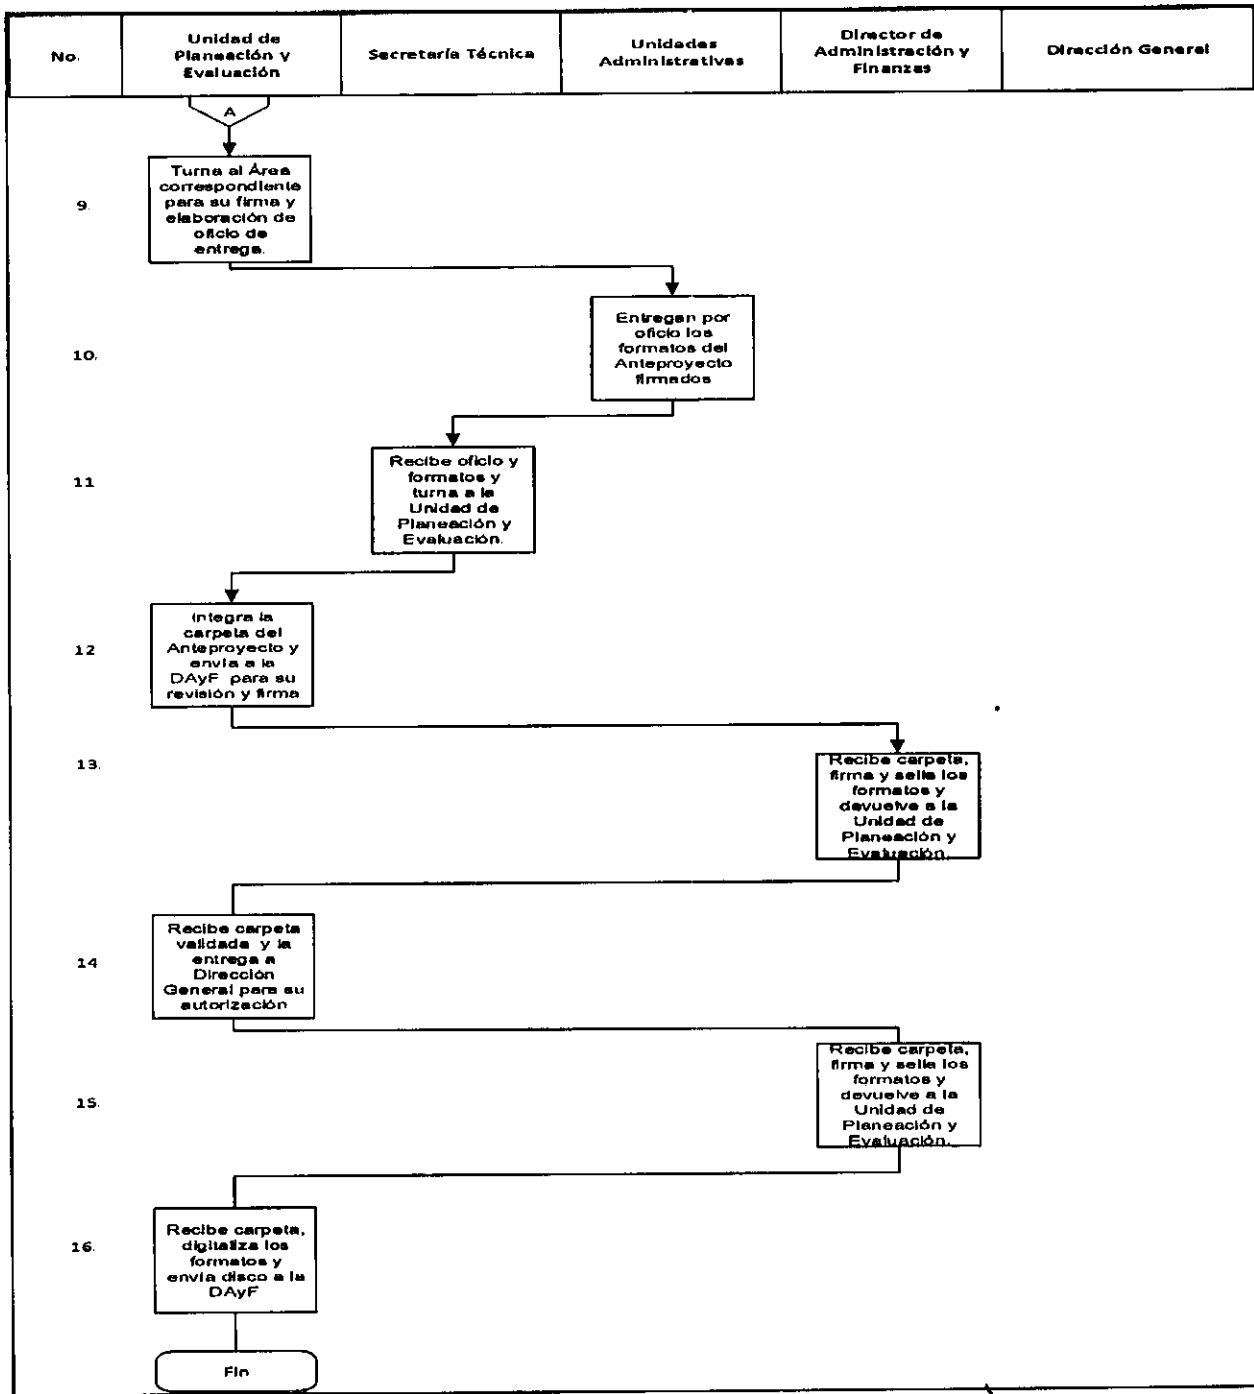 No.
Unidad de
Planeación y
Evaluación
Secretaría Técnica
Unidades
Administrativas
Director de
Administración y
Finanzas
Dirección General
A
9.
Turna al Área
correspondiente
para su firma y
elaboración de
oficio de
entrega.
10.
Entregan por
oficio los
formatos del
Anteproyecto
firmados
11
Recibe oficio y
formatos y
turna a la
Unidad de
Planeación y
Evaluación.
12
Integra la
carpeta del
Anteproyecto y
envía a la
DAyF para su
revisión y firma
13.
Recibe carpeta,
firma y sella los
formatos y
devuelve a la
Unidad de
Planeación y
Evaluación.
14
Recibe carpeta
validada y la
entrega a
Dirección
General para su
autorización
15.
Recibe carpeta,
firma y sella los
formatos y
devuelve a la
Unidad de
Planeación y
Evaluación.
16.
Recibe carpeta,
digitaliza los
formatos y
envía disco a la
DAyF
Fin